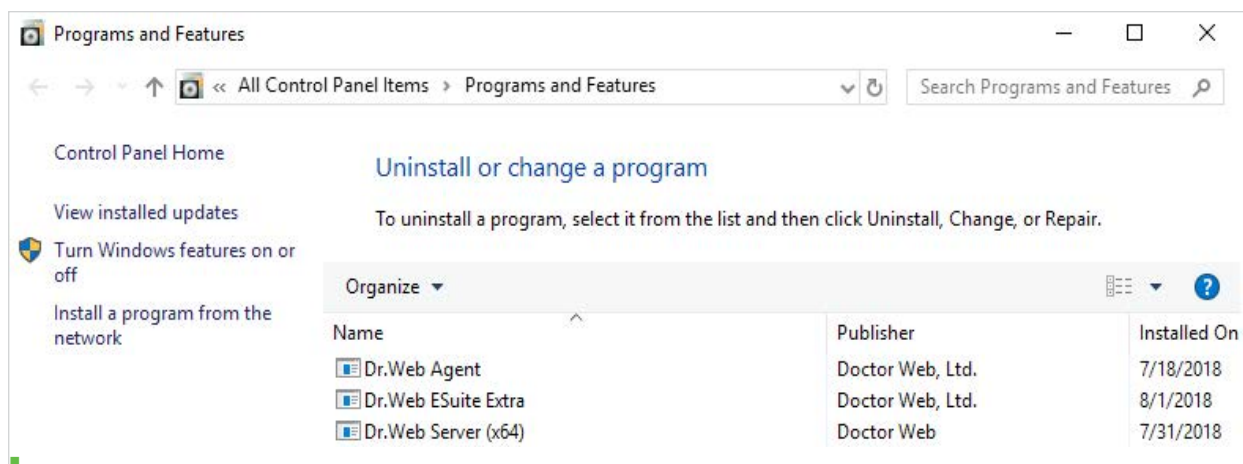 Programs and Features
« All Control Panel Items > Programs and Features
Search Programs and Features
Control Panel Home
View installed updates
Turn Windows features on or
off
Install a program from the
network
Uninstall or change a program
To uninstall a program, select it from the list and then click Uninstall, Change, or Repair.
Organize
?
Name Publisher Installed On
Dr.Web Agent Doctor Web, Ltd. 7/18/2018
Dr.Web ESuite Extra Doctor Web, Ltd. 8/1/2018
Dr.Web Server (x64) Doctor Web 7/31/2018